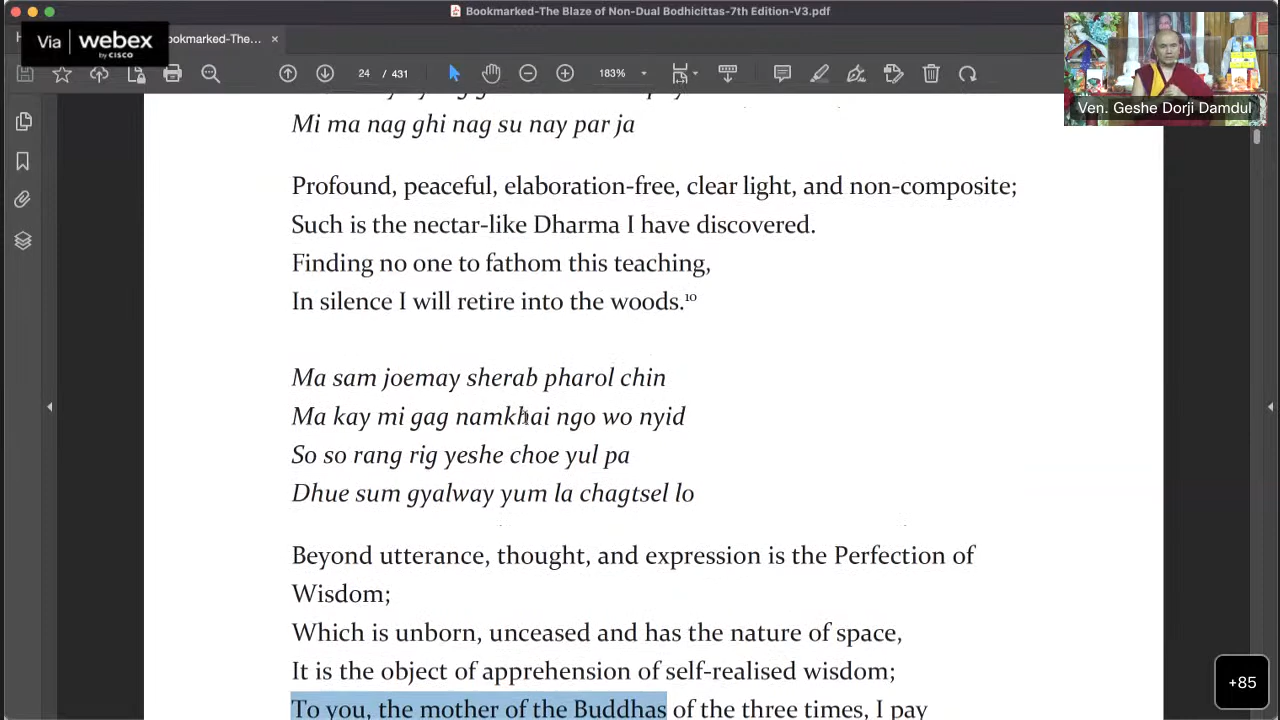 Bookmarked-The Blaze of Non-Dual Bodhicittas-7th Edition-V3.pdf
Via webex
by CISCO
ookmarked-The...
24 / 431
183%
Ven. Geshe Dorji Damdul
Mi ma nag ghi nag su nay par ja
Profound, peaceful, elaboration-free, clear light, and non-composite;
Such is the nectar-like Dharma I have discovered.
Finding no one to fathom this teaching,
In silence I will retire into the woods.¹⁰
Ma sam joemay sherab pharol chin
Ma kay mi gag namkhai ngo wo nyid
So so rang rig yeshe choe yul pa
Dhue sum gyalway yum la chagtsel lo
Beyond utterance, thought, and expression is the Perfection of
Wisdom;
Which is unborn, unceased and has the nature of space,
It is the object of apprehension of self-realised wisdom;
To you, the mother of the Buddhas of the three times, I pay
+85